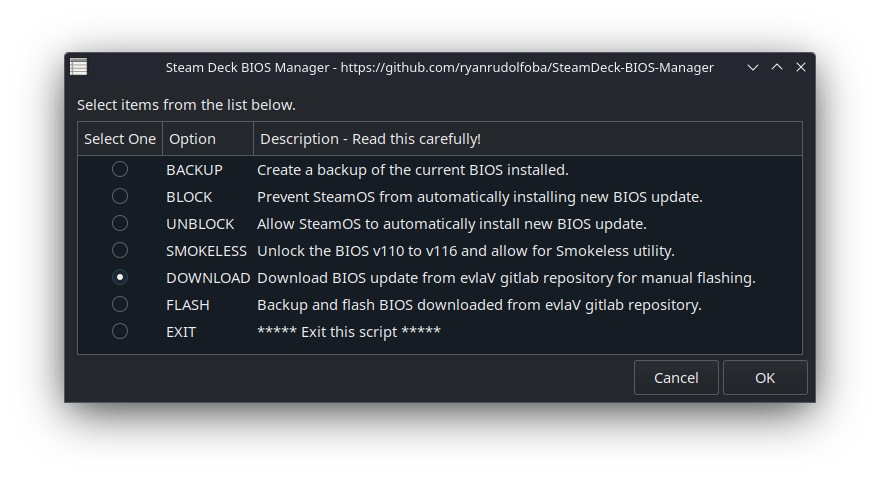 Steam Deck BIOS Manager - https://github.com/ryanrudolfoba/SteamDeck-BIOS-Manager
Select items from the list below.
Select One Option Description - Read this carefully!
BACKUP Create a backup of the current BIOS installed.
BLOCK Prevent SteamOS from automatically installing new BIOS update.
UNBLOCK Allow SteamOS to automatically install new BIOS update.
SMOKELESS Unlock the BIOS v110 to v116 and allow for Smokeless utility.
DOWNLOAD Download BIOS update from evlaV gitlab repository for manual flashing.
FLASH Backup and flash BIOS downloaded from evlaV gitlab repository.
EXIT ***** Exit this script *****
Cancel OK